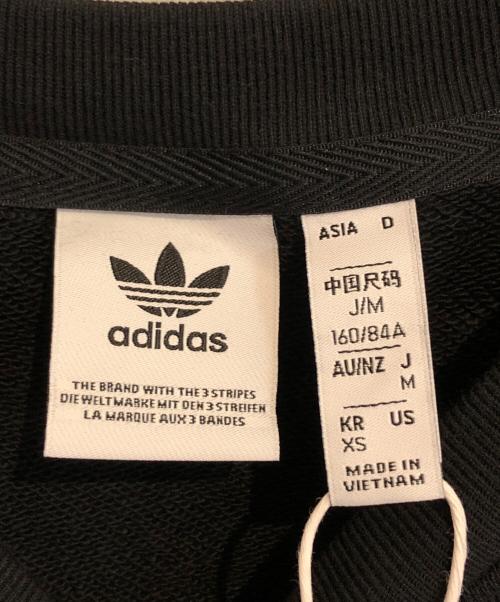 adidas
THE BRAND WITH THE 3 STRIPES
DIE WELTMARKE MIT DEN 3 STREIFEN
LA MARQUE AUX 3 BANDES
ASIA D
中国尺码
J/M
160/84A
AU/NZ J
M
KR US
XS
MADE IN
VIETNAM